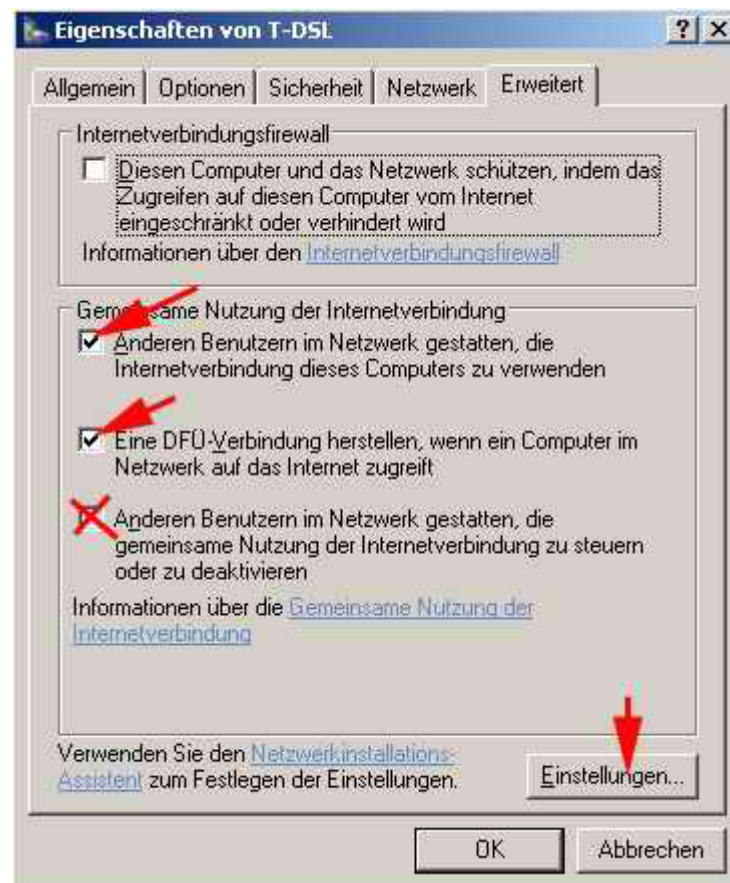 Eigenschaften von T-DSL
Allgemein Optionen Sicherheit Netzwerk Erweitert
Internetverbindungsfirewall
Diesen Computer und das Netzwerk schützen, indem das
Zugreifen auf diesen Computer vom Internet
eingeschränkt oder verhindert wird
Informationen über den Internetverbindungsfirewall
Gemeinsame Nutzung der Internetverbindung
Anderen Benutzern im Netzwerk gestatten, die
Internetverbindung dieses Computers zu verwenden
Eine DFÜ-Verbindung herstellen, wenn ein Computer im
Netzwerk auf das Internet zugreift
Anderen Benutzern im Netzwerk gestatten, die
gemeinsame Nutzung der Internetverbindung zu steuern
oder zu deaktivieren
Informationen über die Gemeinsame Nutzung der
Internetverbindung
Verwenden Sie den Netzwerkinstallations-
Assistent zum Festlegen der Einstellungen.
Einstellungen...
OK Abbrechen